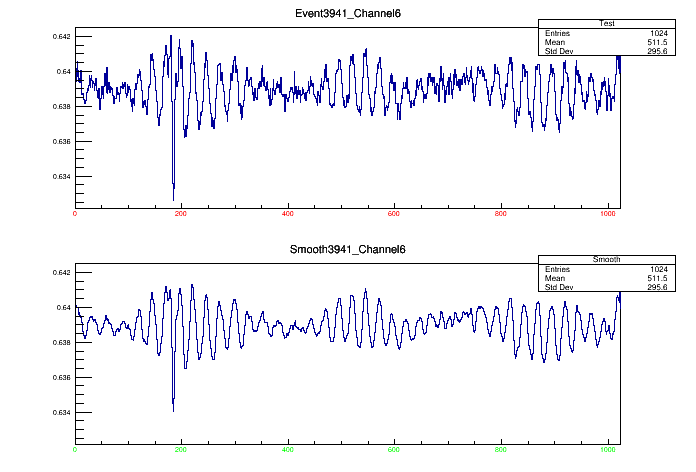 Event3941_Channel6
Test
Entries 1024
Mean 511.5
Std Dev 295.6
0.642
0.64
0.638
0.636
0.634
0 200 400 600 800 1000
Smooth3941_Channel6
Smooth
Entries 1024
Mean 511.5
Std Dev 295.6
0.642
0.64
0.638
0.636
0.634
0 200 400 600 800 1000